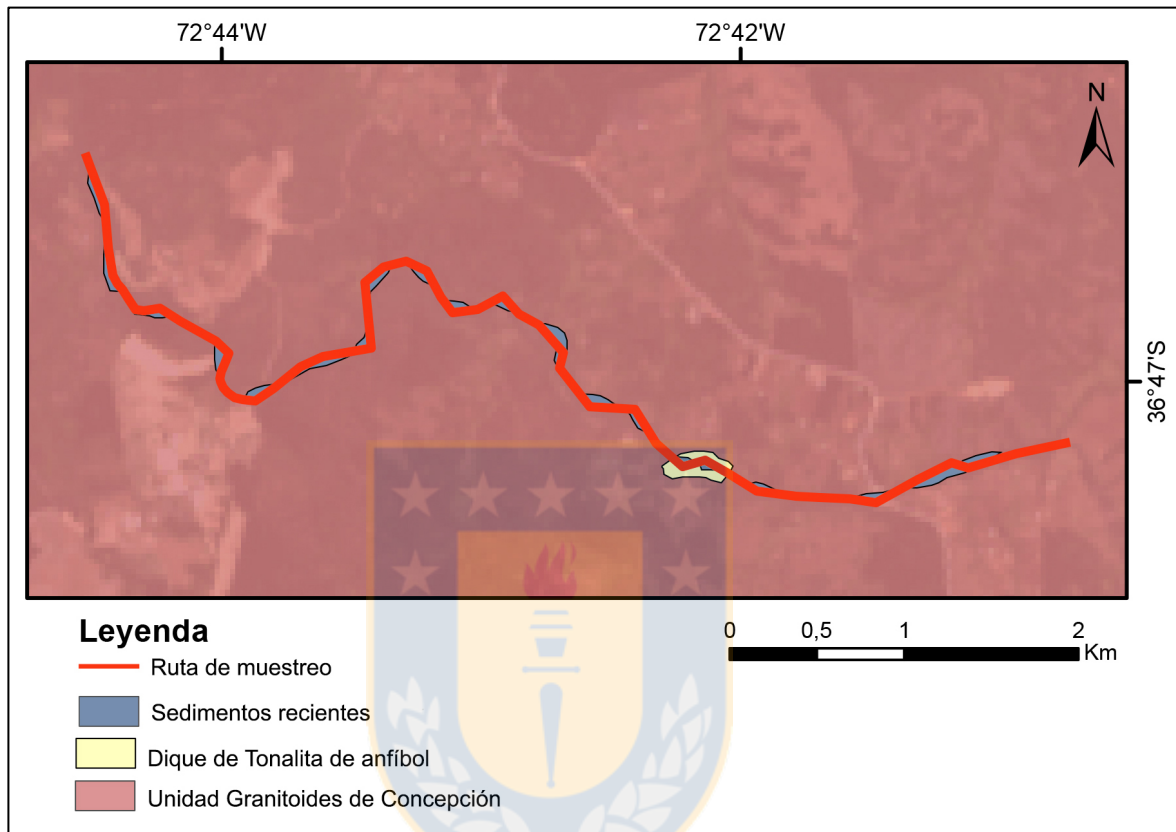 72°44'W
72°42'W
N
36°47'S
Leyenda
Ruta de muestreo
Sedimentos recientes
Dique de Tonalita de anfíbol
Unidad Granitoides de Concepción
0 0,5 1 2
Km